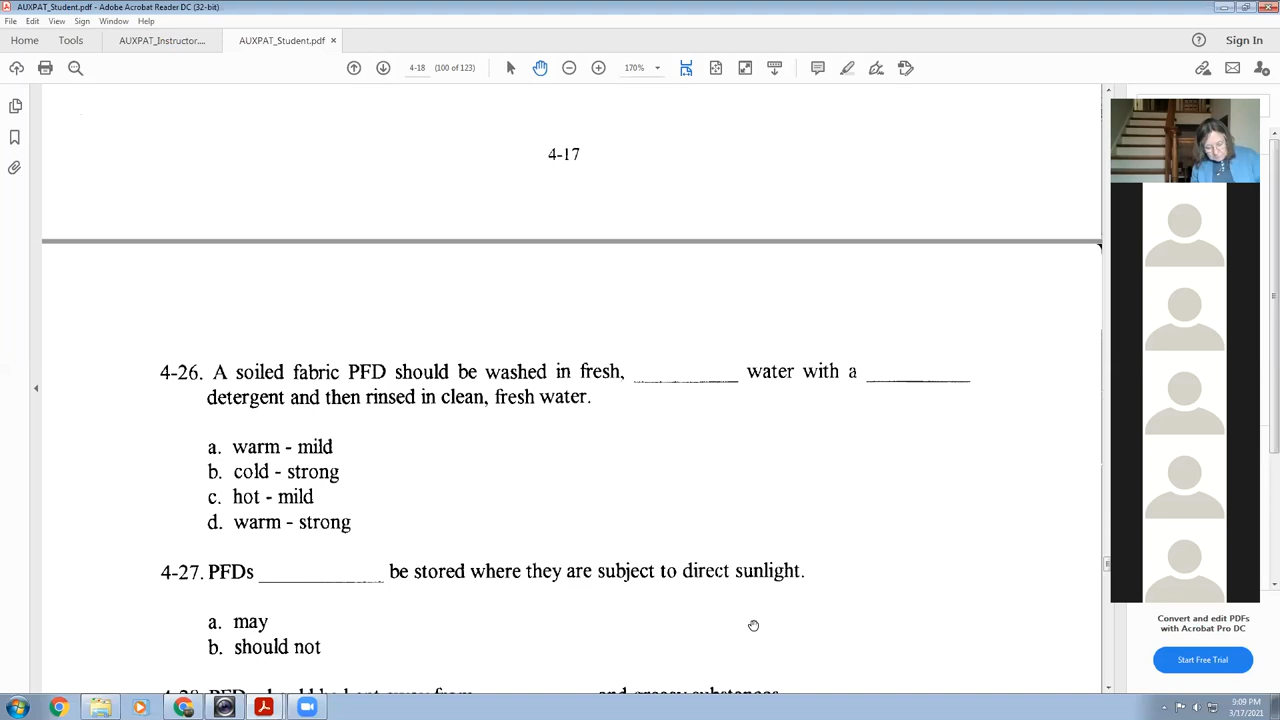 AUXPAT_Student.pdf - Adobe Acrobat Reader DC (32-bit)
File Edit View Sign Window Help
Home Tools AUXPAT_Instructor.... AUXPAT_Student.pdf × Sign In
4-18 (100 of 123) 170%
4-17
4-26. A soiled fabric PFD should be washed in fresh, __________ water with a __________
detergent and then rinsed in clean, fresh water.
a. warm - mild
b. cold - strong
c. hot - mild
d. warm - strong
4-27. PFDs ____________ be stored where they are subject to direct sunlight.
a. may
b. should not
Convert and edit PDFs
with Acrobat Pro DC
Start Free Trial
9:09 PM
3/17/2021